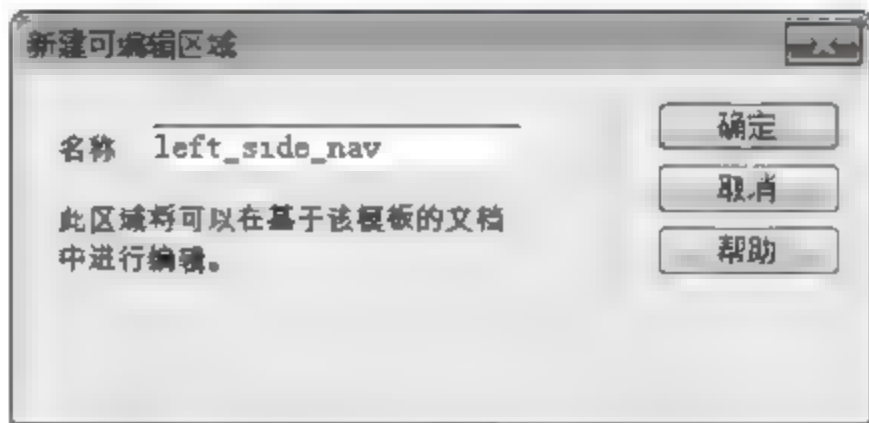 新建可编辑区域
名称 left_side_nav
确定
取消
帮助
此区域将可以在基于该模板的文档
中进行编辑。